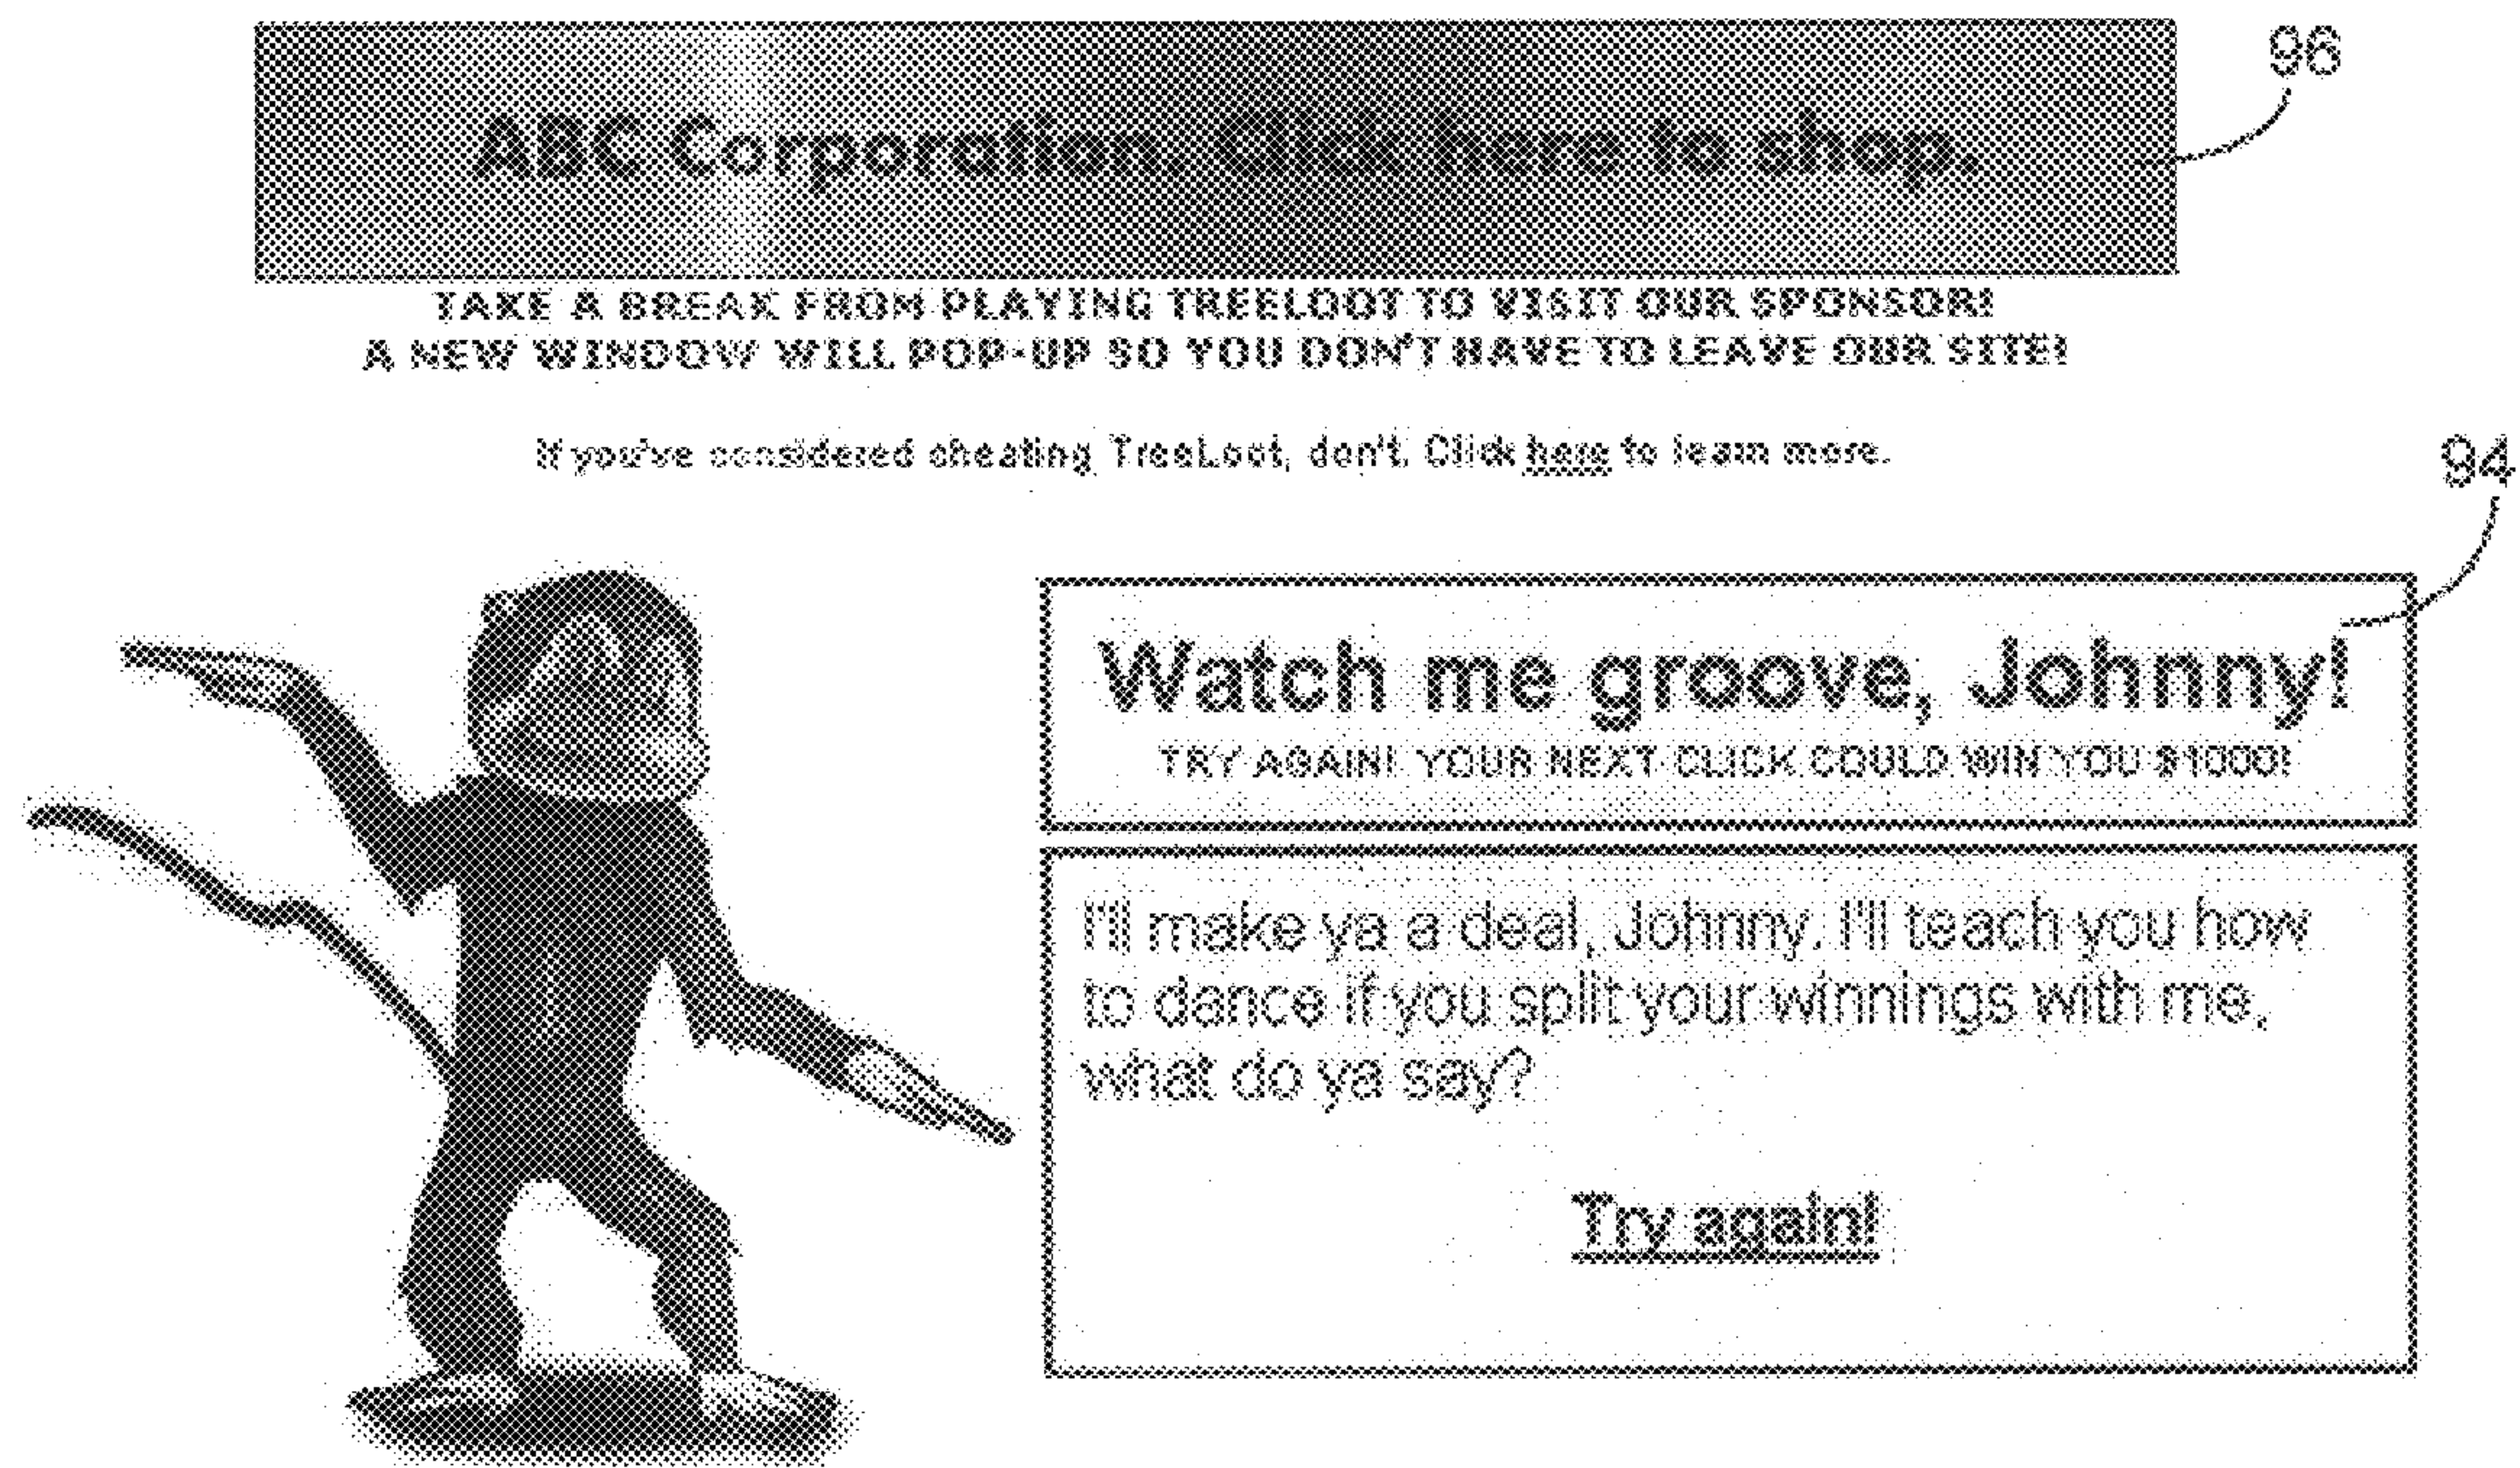 96
ABC Corporation. Click here to shop.
TAKE A BREAK FROM PLAYING TREELOOT TO VISIT OUR SPONSOR!
A NEW WINDOW WILL POP-UP SO YOU DON'T HAVE TO LEAVE OUR SITE!
If you've considered cheating TreeLoot, don't. Click here to learn more.
94
Watch me groove, Johnny!
TRY AGAIN! YOUR NEXT CLICK COULD WIN YOU $1000!
I'll make ya a deal, Johnny. I'll teach you how
to dance if you split your winnings with me,
what do ya say?
Try again!